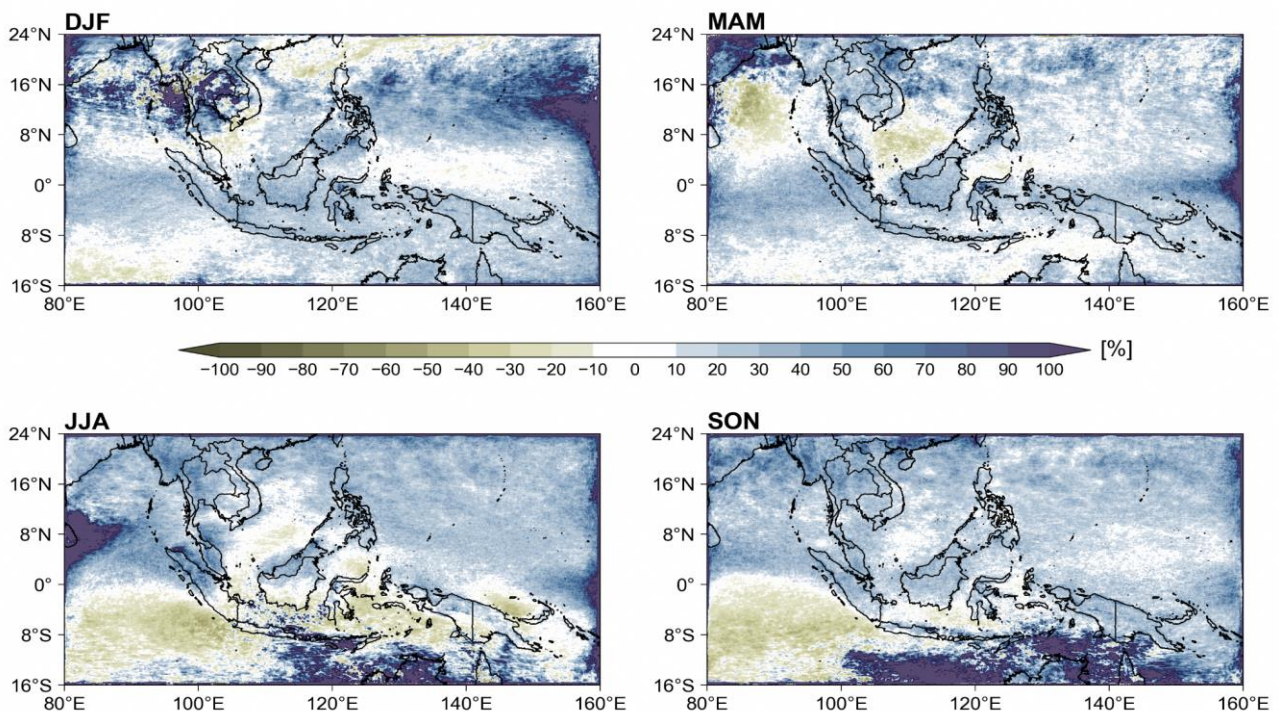 DJF
MAM
24°N
16°N
8°N
0°
8°S
16°S
80°E
100°E
120°E
140°E
160°E
24°N
16°N
8°N
0°
8°S
16°S
80°E
100°E
120°E
140°E
160°E
−100 −90 −80 −70 −60 −50 −40 −30 −20 −10 0 10 20 30 40 50 60 70 80 90 100 [%]
JJA
SON
24°N
16°N
8°N
0°
8°S
16°S
80°E
100°E
120°E
140°E
160°E
24°N
16°N
8°N
0°
8°S
16°S
80°E
100°E
120°E
140°E
160°E